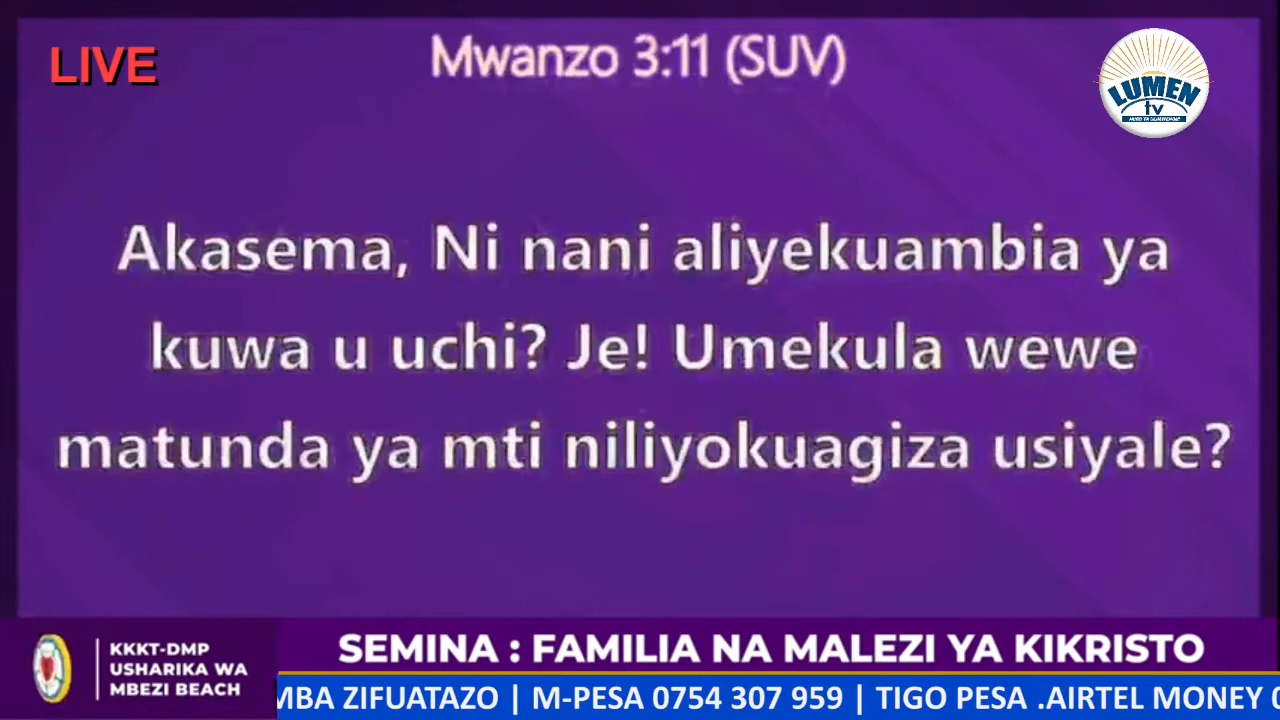 LIVE
Mwanzo 3:11 (SUV)
LUMEN
tv
Akasema, Ni nani aliyekuambia ya
kuwa u uchi? Je! Umekula wewe
matunda ya mti niliyokuagiza usiyale?
KKKT-DMP
USHARIKA WA
MBEZI BEACH
SEMINA : FAMILIA NA MALEZI YA KIKRISTO
MBA ZIFUATAZO | M-PESA 0754 307 959 | TIGO PESA .AIRTEL MONEY 0